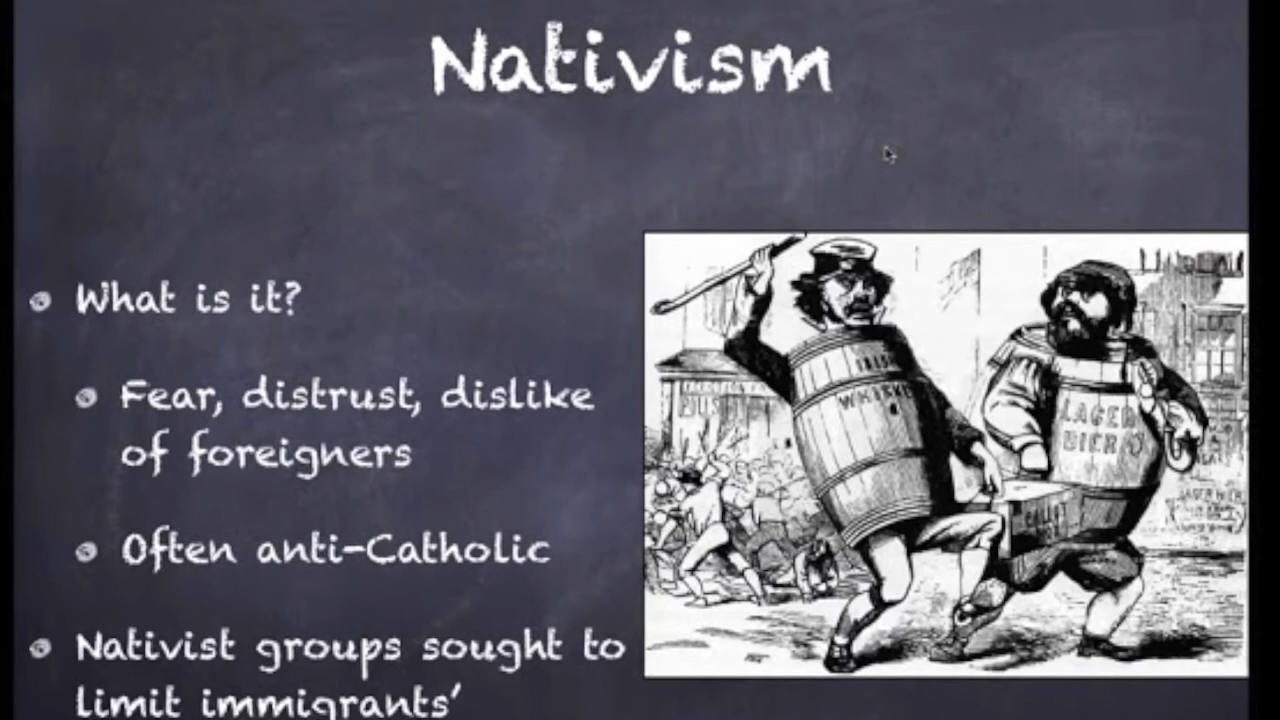 Nativism
What is it?
Fear, distrust, dislike
of foreigners
Often anti-Catholic
Nativist groups sought to
limit immigrants'
IRISH
WHISKEY
LAGER
BIER